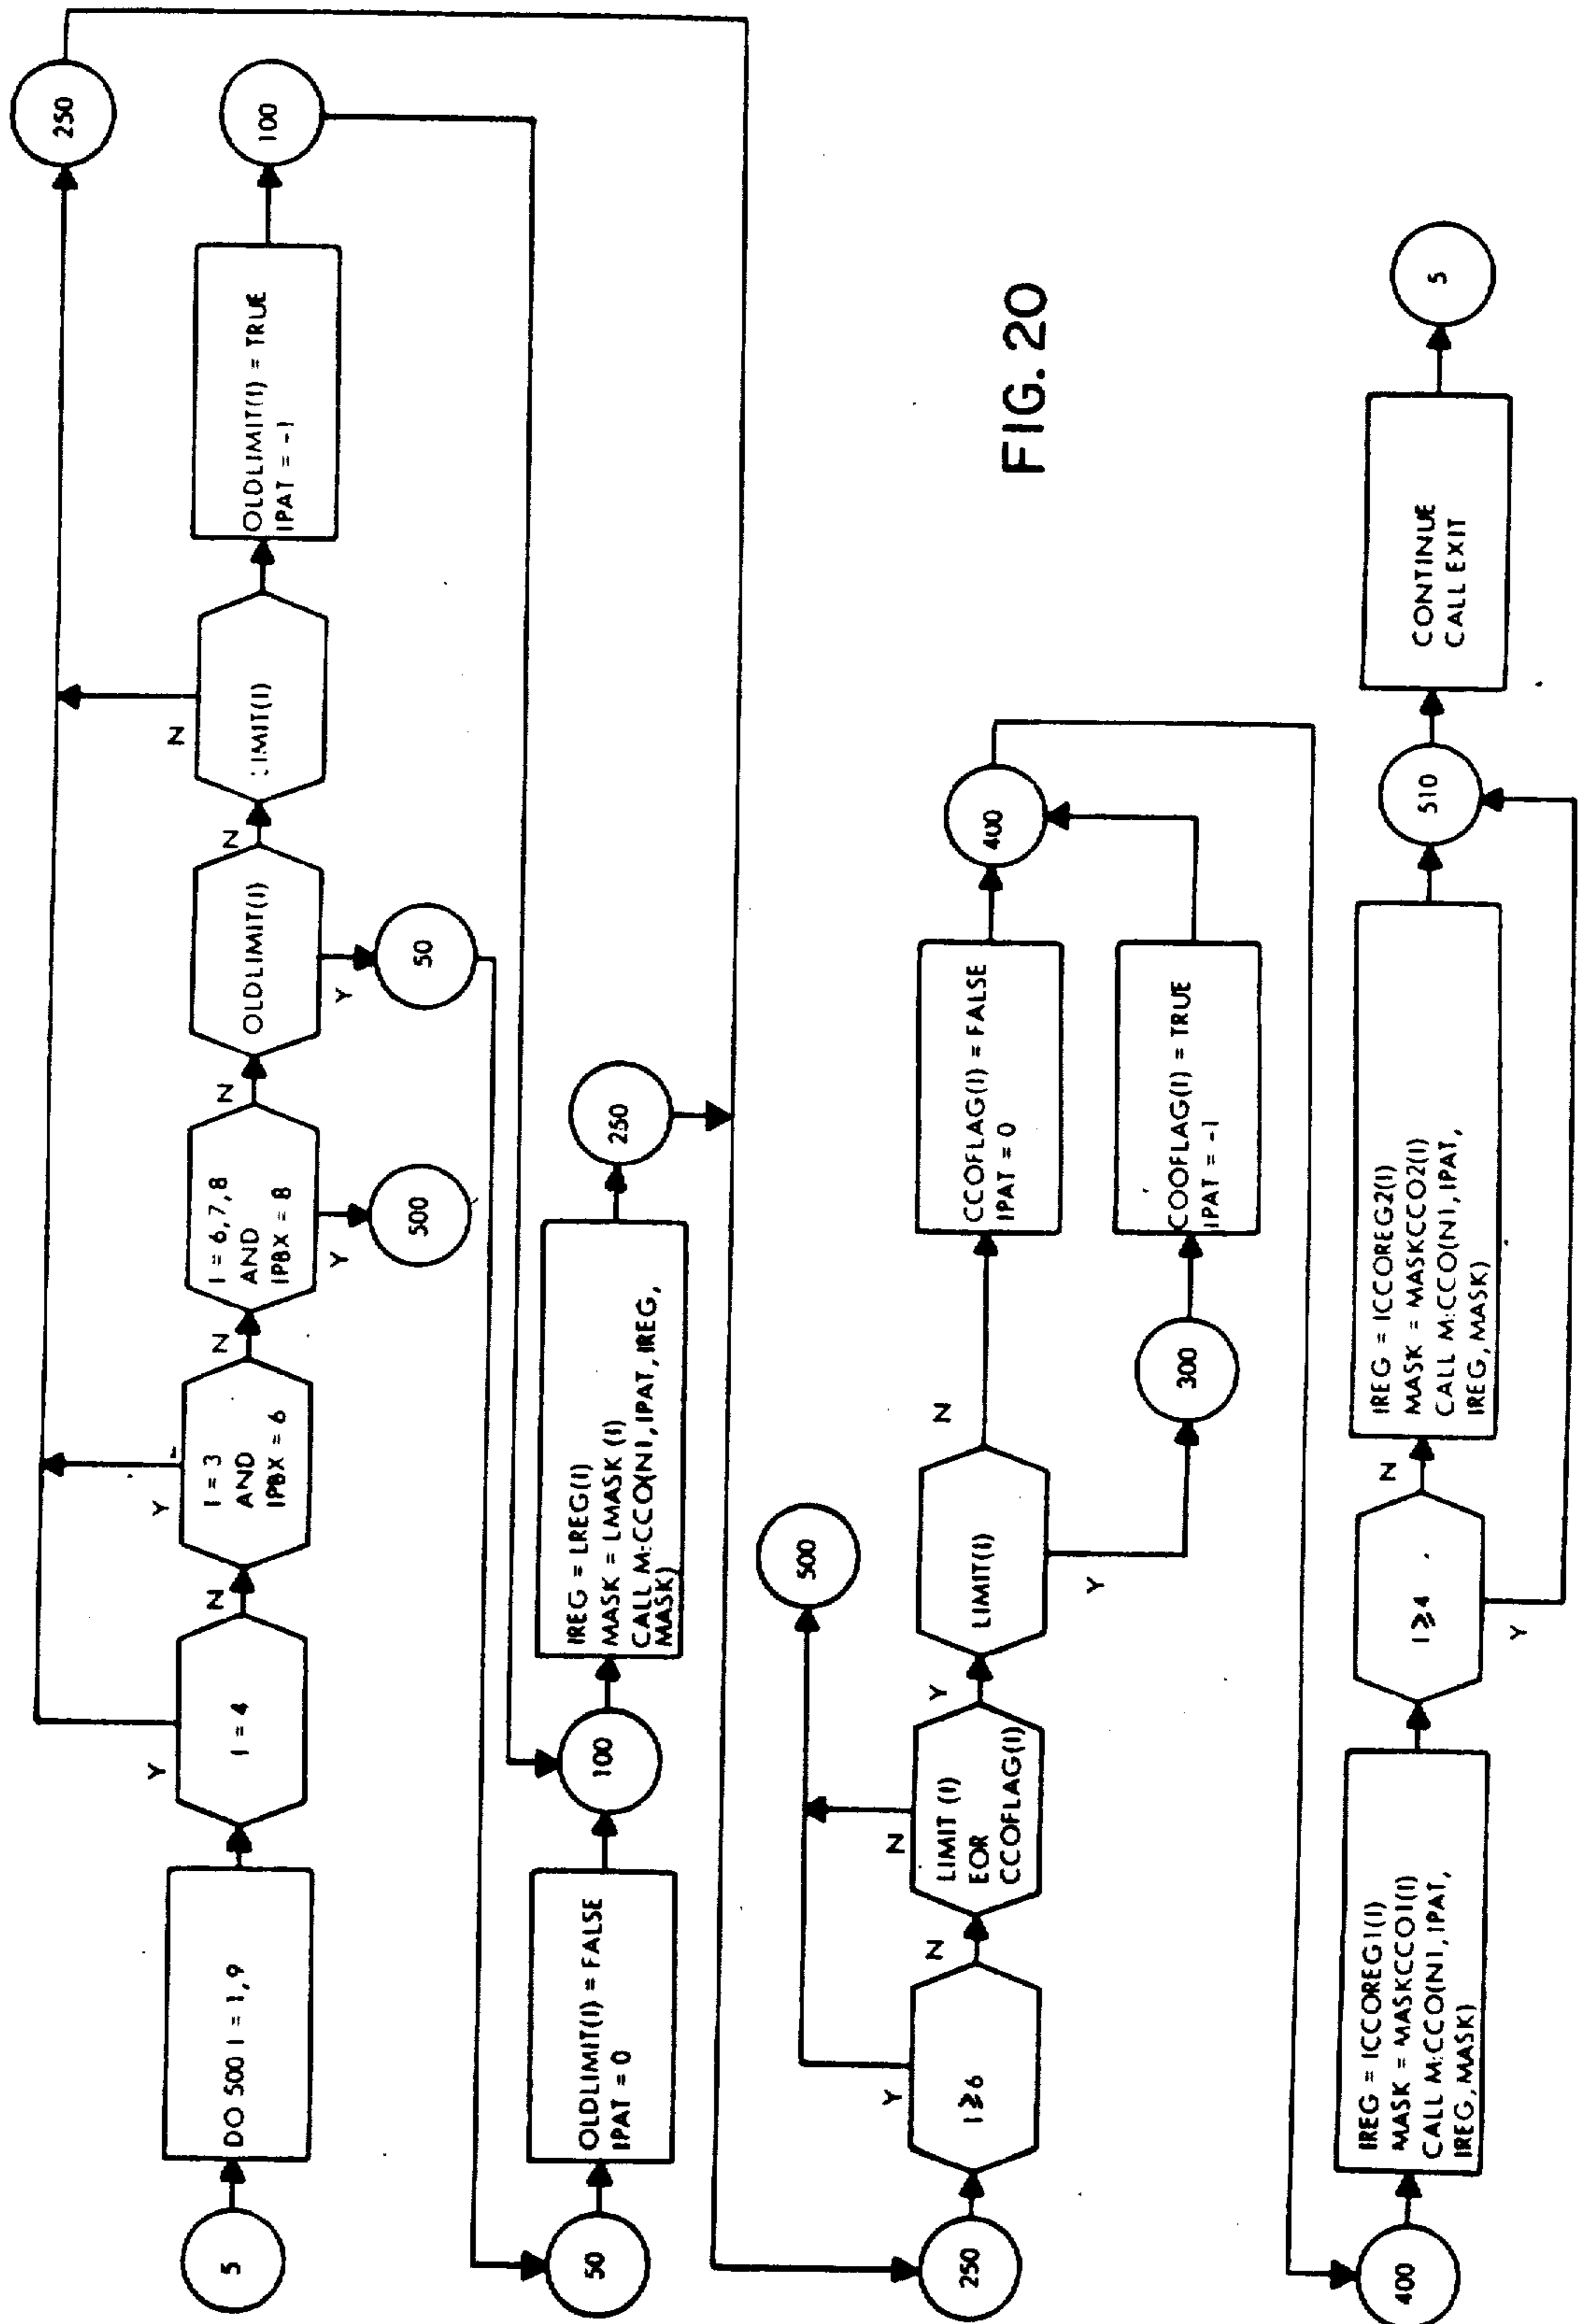 5
DO 500 I = 1, 9
I = 4
Y
N
I = 3
AND
IPBX = 6
Y
N
I = 6, 7, 8
AND
IPBX = 8
Y
N
500
OLDLIMIT(I)
Y
N
50
LIMIT(I)
N
OLDLIMIT(I) = TRUE
IPAT = -1
100
250
50
OLDLIMIT(I) = FALSE
IPAT = 0
100
IREG = LREG(I)
MASK = LMASK (I)
CALL M:CCO(N1, IPAT, IREG,
MASK)
250
250
I ≥ 6
Y
N
LIMIT (I)
EOR
CCOFLAG(I)
N
Y
500
LIMIT(I)
N
Y
300
CCOFLAG(I) = FALSE
IPAT = 0
COOFLAG(I) = TRUE
IPAT = -1
400
FIG. 20
400
IREG = ICCOREG1(I)
MASK = MASKCCO1(I)
CALL M:CCO(N1, IPAT,
IREG, MASK)
I ≥ 4
N
Y
IREG = ICCOREG2(I)
MASK = MASKCCO2(I)
CALL M:CCO(N1, IPAT,
IREG, MASK)
510
CONTINUE
CALL EXIT
5